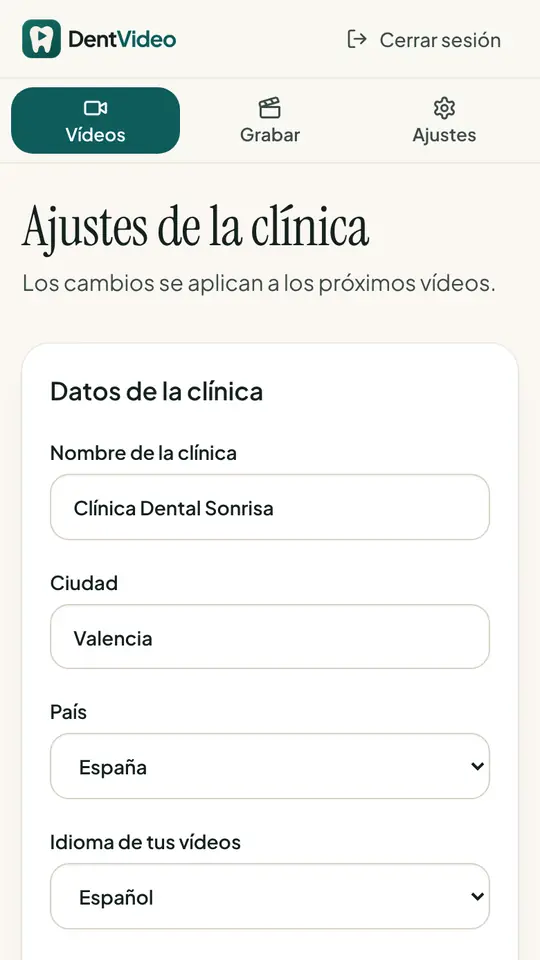 DentVideo
Cerrar sesión
Vídeos
Grabar
Ajustes
Ajustes de la clínica
Los cambios se aplican a los próximos vídeos.
Datos de la clínica
Nombre de la clínica
Clínica Dental Sonrisa
Ciudad
Valencia
País
España
Idioma de tus vídeos
Español